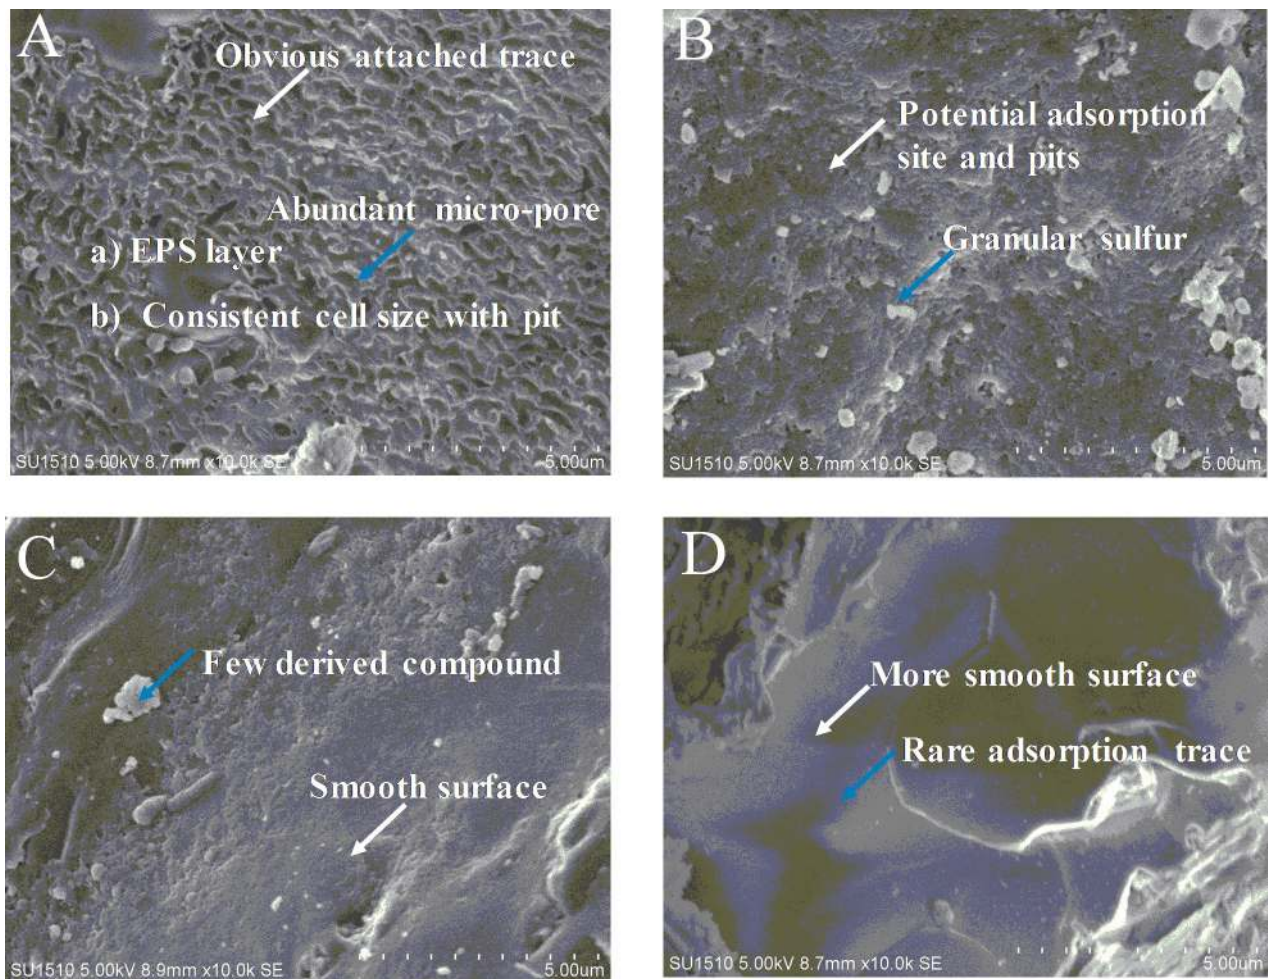 A
Obvious attached trace
Abundant micro-pore
a) EPS layer
b) Consistent cell size with pit
SU1510 5.00kV 8.7mm x10.0k SE
5.00um
B
Potential adsorption
site and pits
Granular sulfur
SU1510 5.00kV 8.7mm x10.0k SE
5.00um
C
Few derived compound
Smooth surface
SU1510 5.00kV 8.9mm x10.0k SE
5.00um
D
More smooth surface
Rare adsorption trace
SU1510 5.00kV 8.7mm x10.0k SE
5.00um